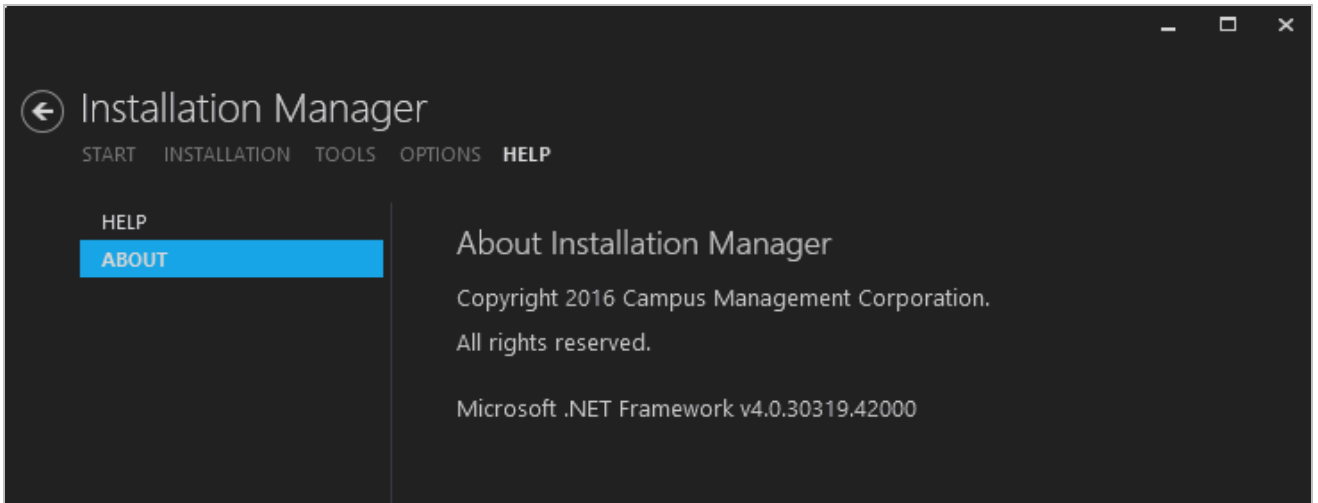 Installation Manager
START INSTALLATION TOOLS OPTIONS HELP
HELP
ABOUT
About Installation Manager
Copyright 2016 Campus Management Corporation.
All rights reserved.
Microsoft .NET Framework v4.0.30319.42000